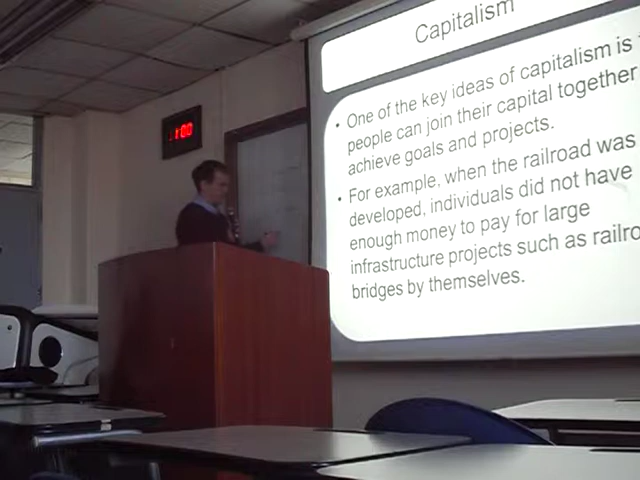 Capitalism
• One of the key ideas of capitalism is
people can join their capital together
achieve goals and projects.
• For example, when the railroad was
developed, individuals did not have
enough money to pay for large
infrastructure projects such as railro
bridges by themselves.
1:00